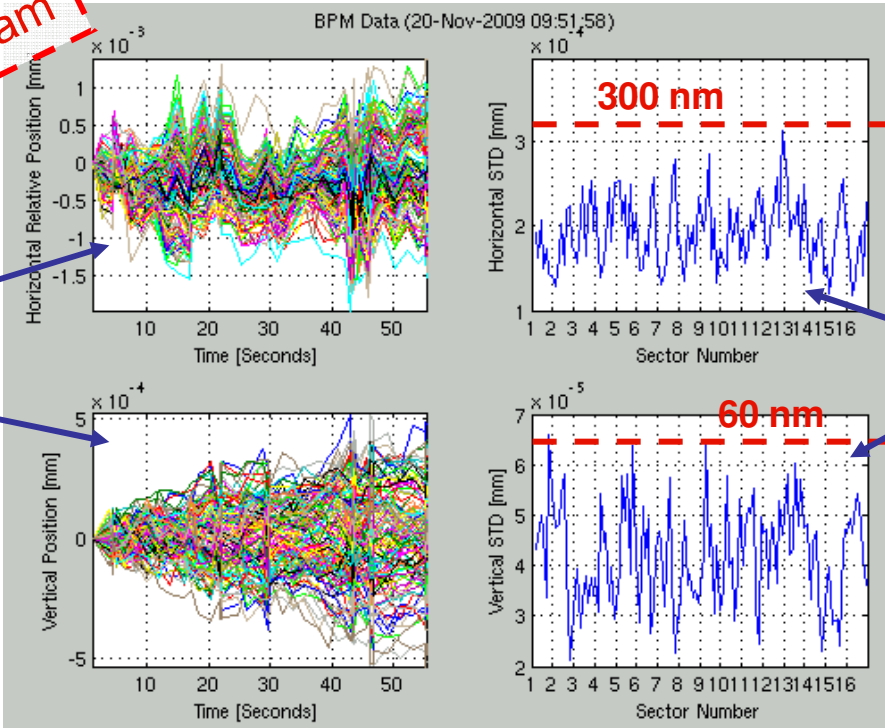 am
BPM Data (20-Nov-2009 09:51:58)
× 10^-3
Horizontal Relative Position [mm]
1
0.5
0
-0.5
-1
-1.5
10 20 30 40 50
Time [Seconds]
× 10^-4
300 nm
Horizontal STD [nm]
3
2
1
1 2 3 4 5 6 7 8 9 10 11 12 13 14 15 16
Sector Number
× 10^-4
Vertical Position [nm]
5
0
-5
10 20 30 40 50
Time [Seconds]
× 10^-5
60 nm
Vertical STD [nm]
7
6
5
4
3
2
1 2 3 4 5 6 7 8 9 10 11 12 13 14 15 16
Sector Number